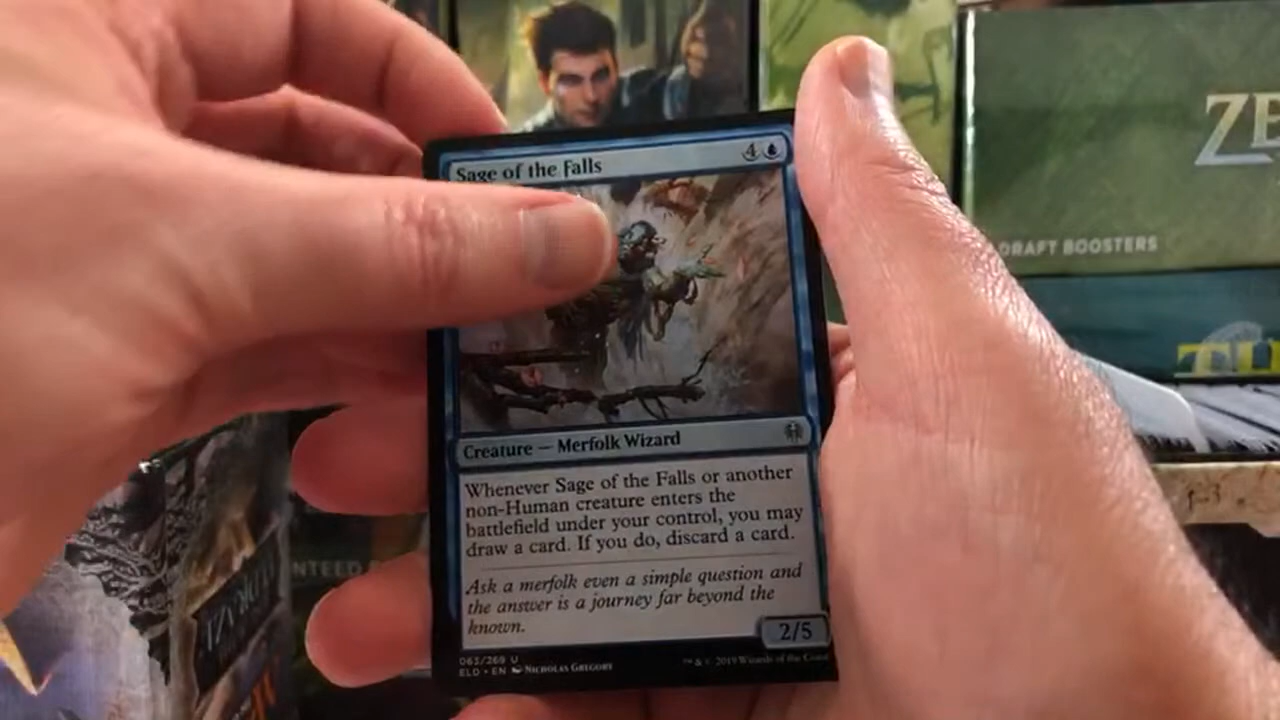 Sage of the Falls 4
ZE
DRAFT BOOSTERS
Creature — Merfolk Wizard
Whenever Sage of the Falls or another
non-Human creature enters the
battlefield under your control, you may
draw a card. If you do, discard a card.
Ask a merfolk even a simple question and
the answer is a journey far beyond the
known.
2/5
063/269 U
ELD • EN NICHOLAS GREGORY
™ & © 2019 Wizards of the Coast